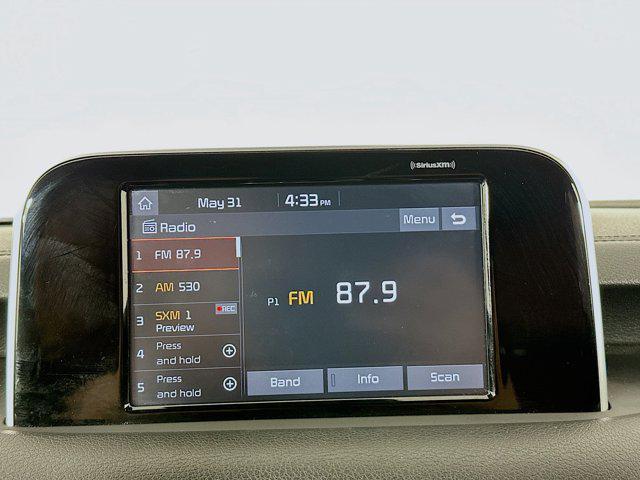 ((SiriusXM))
May 31 4:33 PM
Radio Menu
1 FM 87.9
2 AM 530
3 SXM 1 REC
Preview
4 Press
and hold
5 Press
and hold
P1 FM 87.9
Band Info Scan